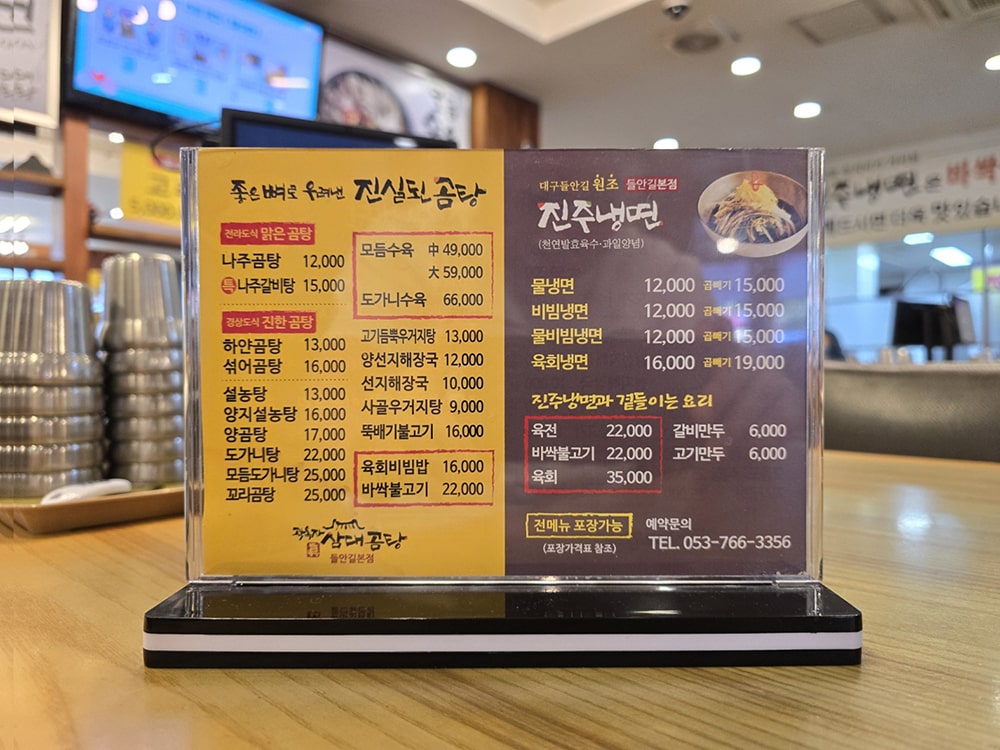 좋은 뼈로 우려낸 진실된 곰탕
전라도식 맑은 곰탕
나주곰탕 12,000
特 나주갈비탕 15,000
경상도식 진한 곰탕
하얀곰탕 13,000
섞어곰탕 16,000
설농탕 13,000
양지설농탕 16,000
양곰탕 17,000
도가니탕 22,000
모듬도가니탕 25,000
꼬리곰탕 25,000
모듬수육 中 49,000
大 59,000
도가니수육 66,000
고기듬뿍우거지탕 13,000
양선지해장국 12,000
선지해장국 10,000
사골우거지탕 9,000
뚝배기불고기 16,000
육회비빔밥 16,000
바싹불고기 22,000
삼대곰탕
들안길본점
대구들안길 원조 들안길본점
진주냉면
(천연발효육수·과일양념)
물냉면 12,000 곱빼기 15,000
비빔냉면 12,000 곱빼기 15,000
물비빔냉면 12,000 곱빼기 15,000
육회냉면 16,000 곱빼기 19,000
진주냉면과 곁들이는 요리
육전 22,000
바싹불고기 22,000
육회 35,000
갈비만두 6,000
고기만두 6,000
전메뉴 포장가능
(포장가격표 참조)
예약문의
TEL. 053-766-3356
진주냉면은 바싹